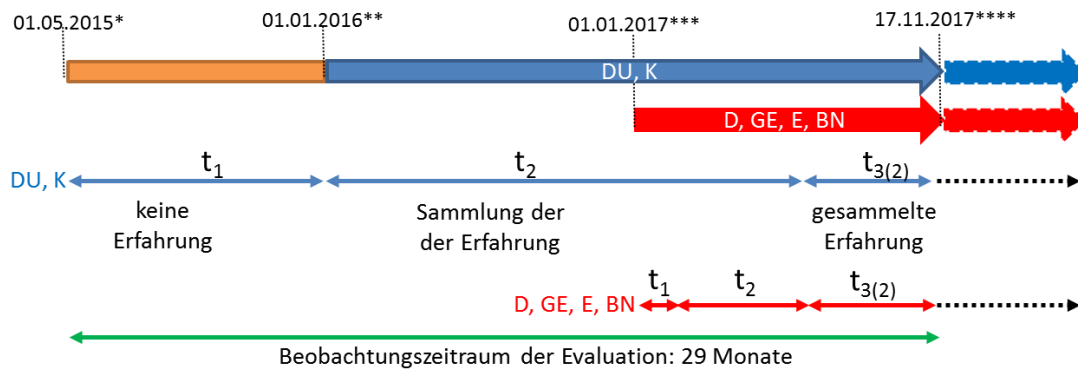 01.05.2015*
01.01.2016**
01.01.2017***
17.11.2017****
DU, K
D, GE, E, BN
DU, K
t1
t2
t3(2)
keine
Erfahrung
Sammlung der
der Erfahrung
gesammelte
Erfahrung
D, GE, E, BN
t1
t2
t3(2)
Beobachtungszeitraum der Evaluation: 29 Monate